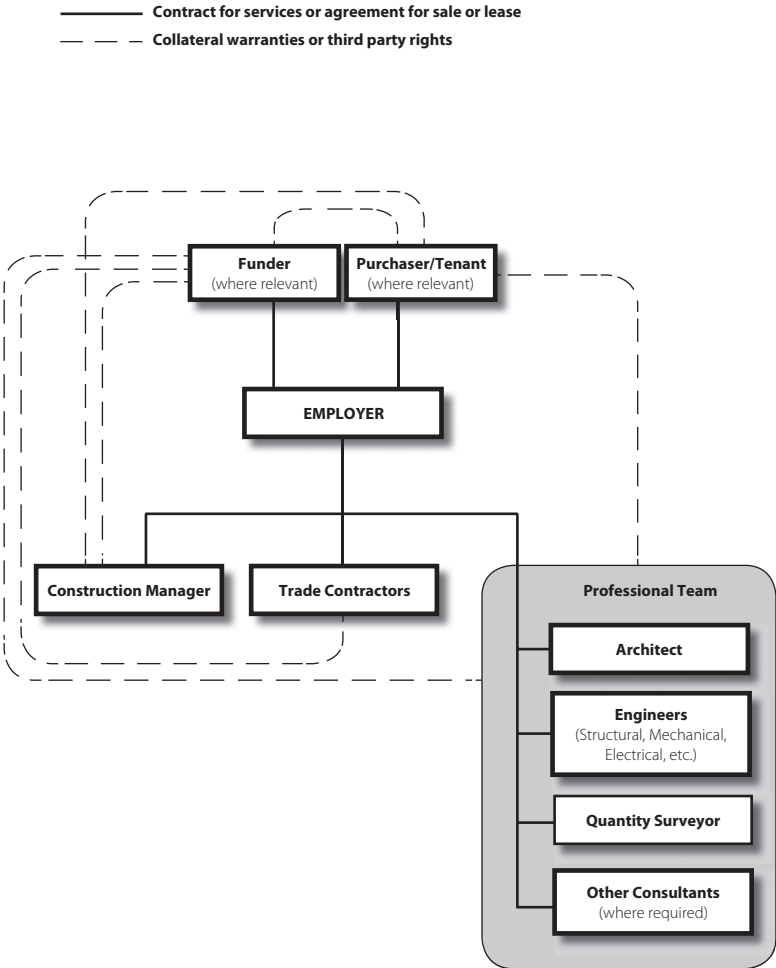 Contract for services or agreement for sale or lease
Collateral warranties or third party rights
Funder
(where relevant)
Purchaser/Tenant
(where relevant)
EMPLOYER
Construction Manager
Trade Contractors
Professional Team
Architect
Engineers
(Structural, Mechanical,
Electrical, etc.)
Quantity Surveyor
Other Consultants
(where required)